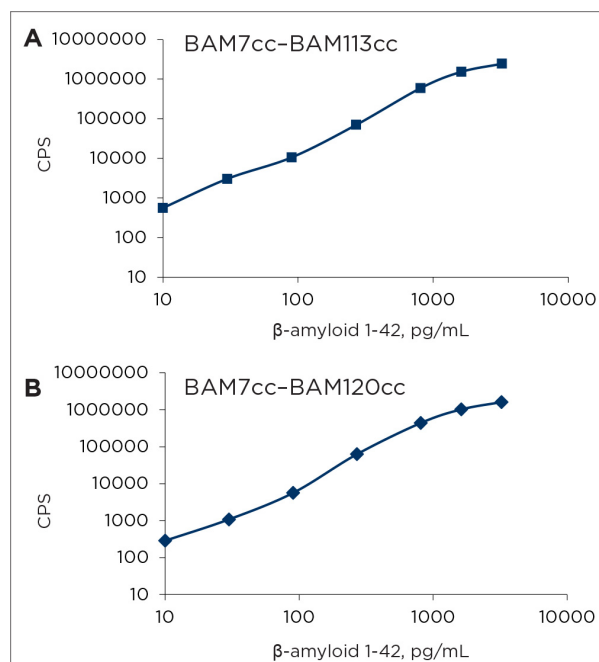 A
BAM7cc–BAM113cc
10000000
1000000
100000
10000
1000
100
10
CPS
10 100 1000 10000
β-amyloid 1-42, pg/mL
B
BAM7cc–BAM120cc
10000000
1000000
100000
10000
1000
100
10
CPS
10 100 1000 10000
β-amyloid 1-42, pg/mL